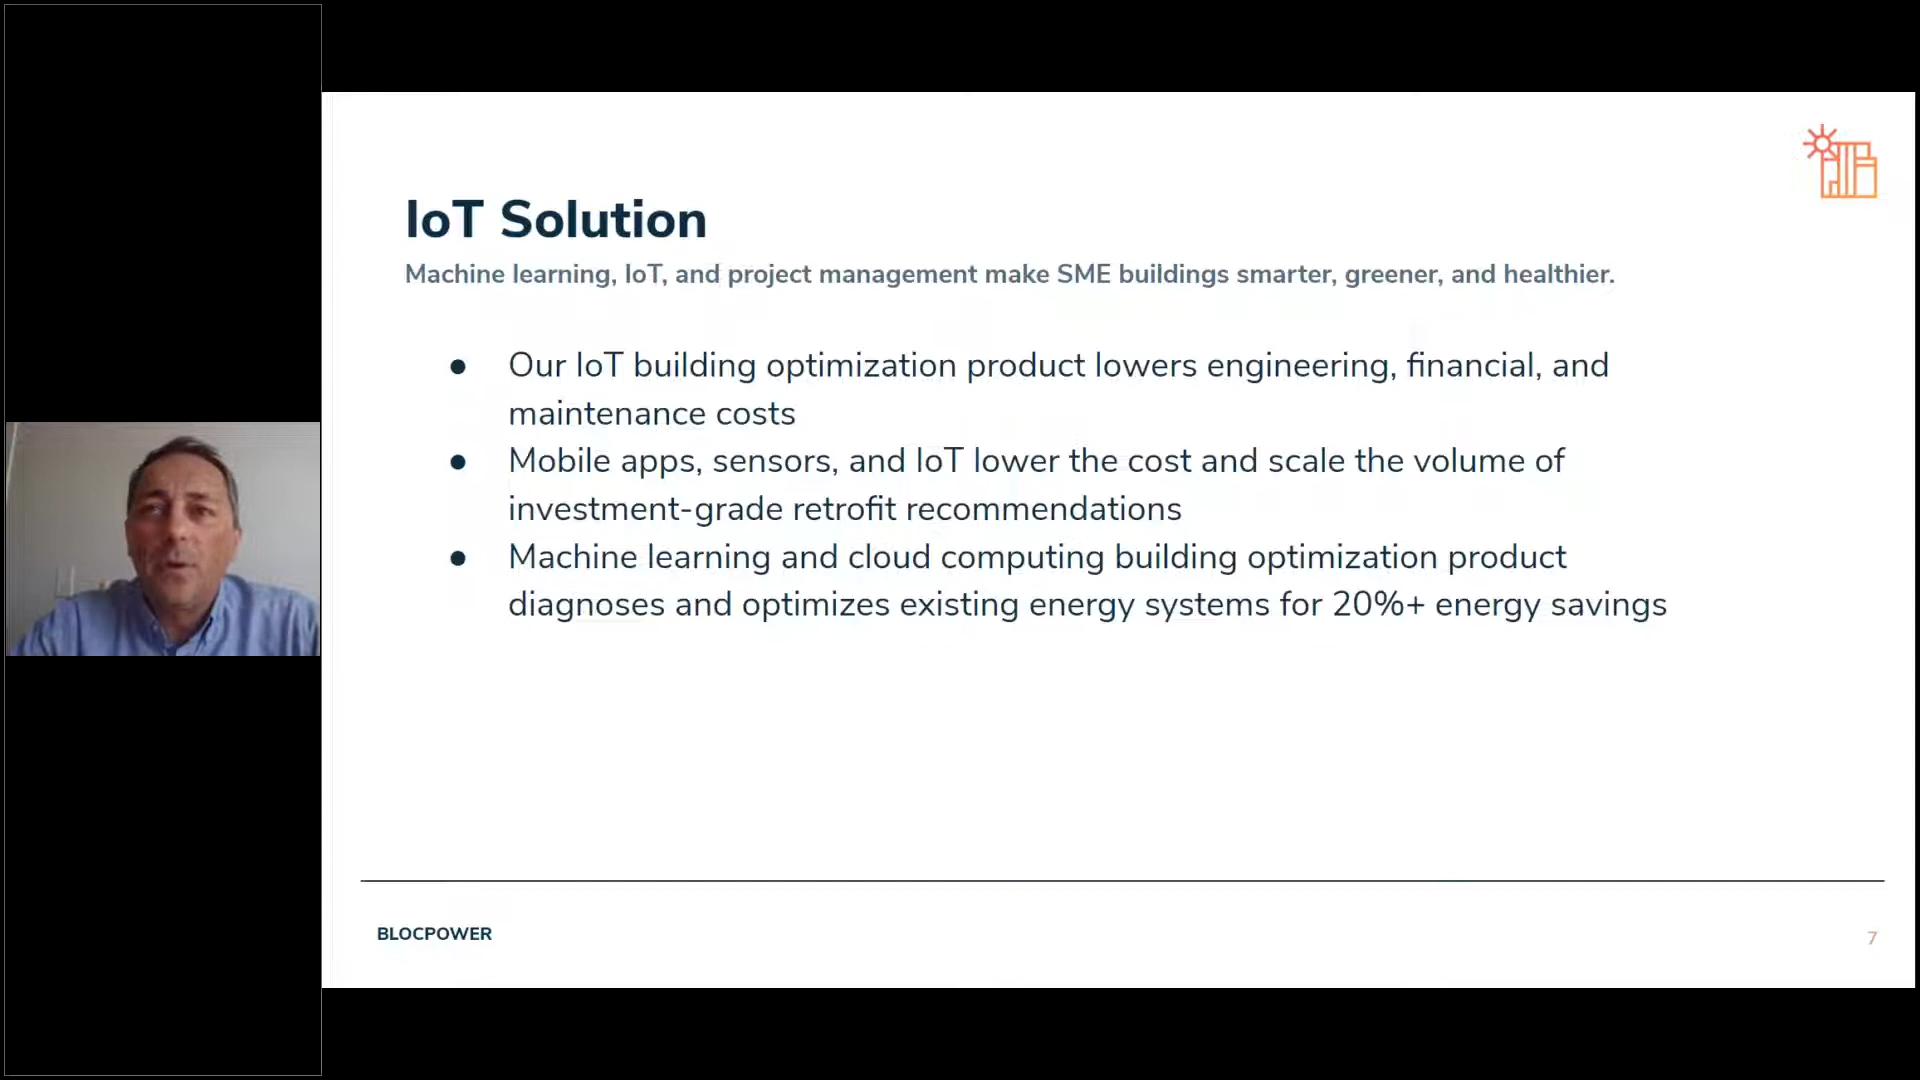 IoT Solution
Machine learning, IoT, and project management make SME buildings smarter, greener, and healthier.
● Our IoT building optimization product lowers engineering, financial, and
maintenance costs
● Mobile apps, sensors, and IoT lower the cost and scale the volume of
investment-grade retrofit recommendations
● Machine learning and cloud computing building optimization product
diagnoses and optimizes existing energy systems for 20%+ energy savings
BLOCPOWER
7